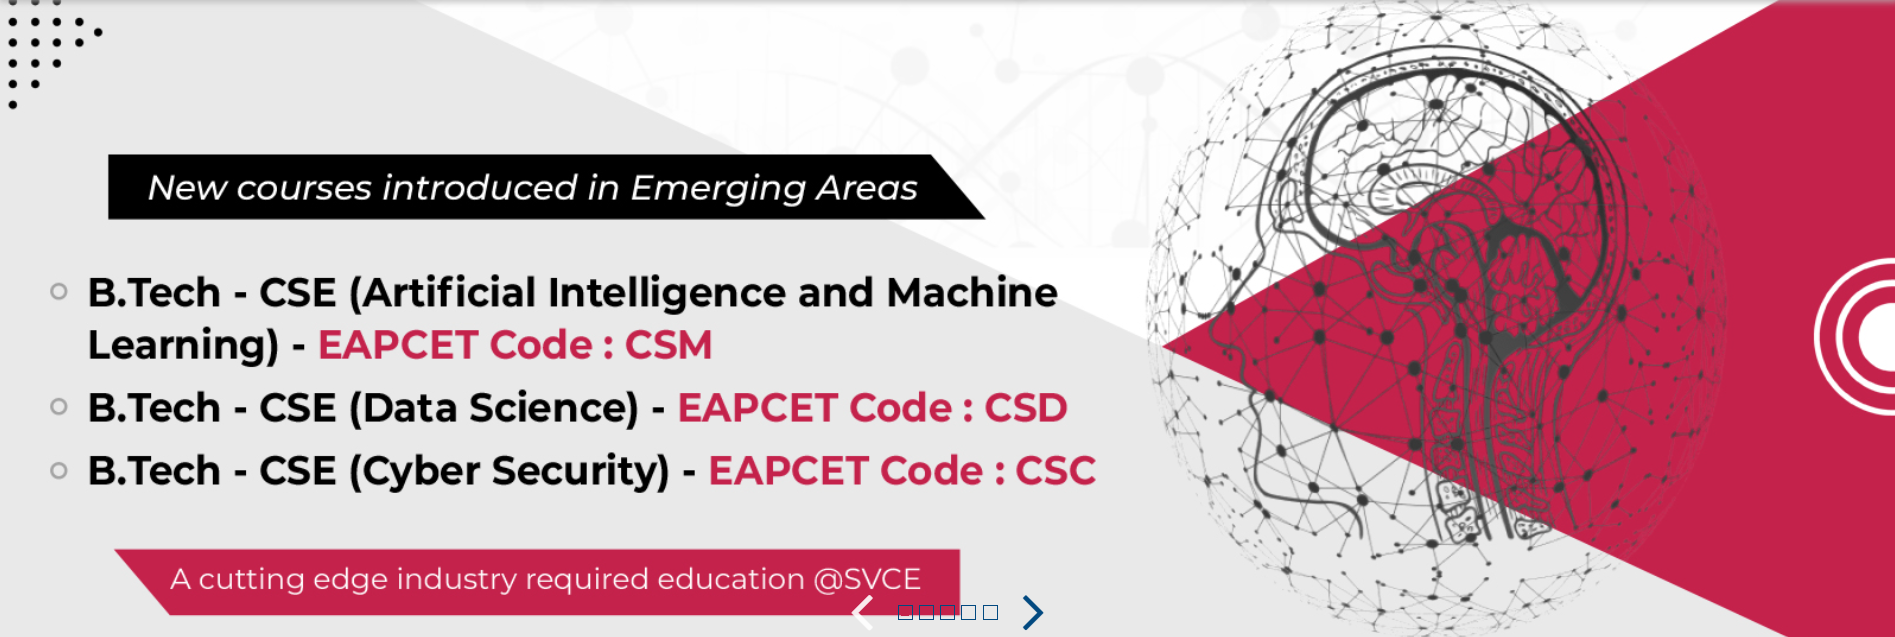 New courses introduced in Emerging Areas
B.Tech - CSE (Artificial Intelligence and Machine
Learning) - EAPCET Code : CSM
B.Tech - CSE (Data Science) - EAPCET Code : CSD
B.Tech - CSE (Cyber Security) - EAPCET Code : CSC
A cutting edge industry required education @SVCE